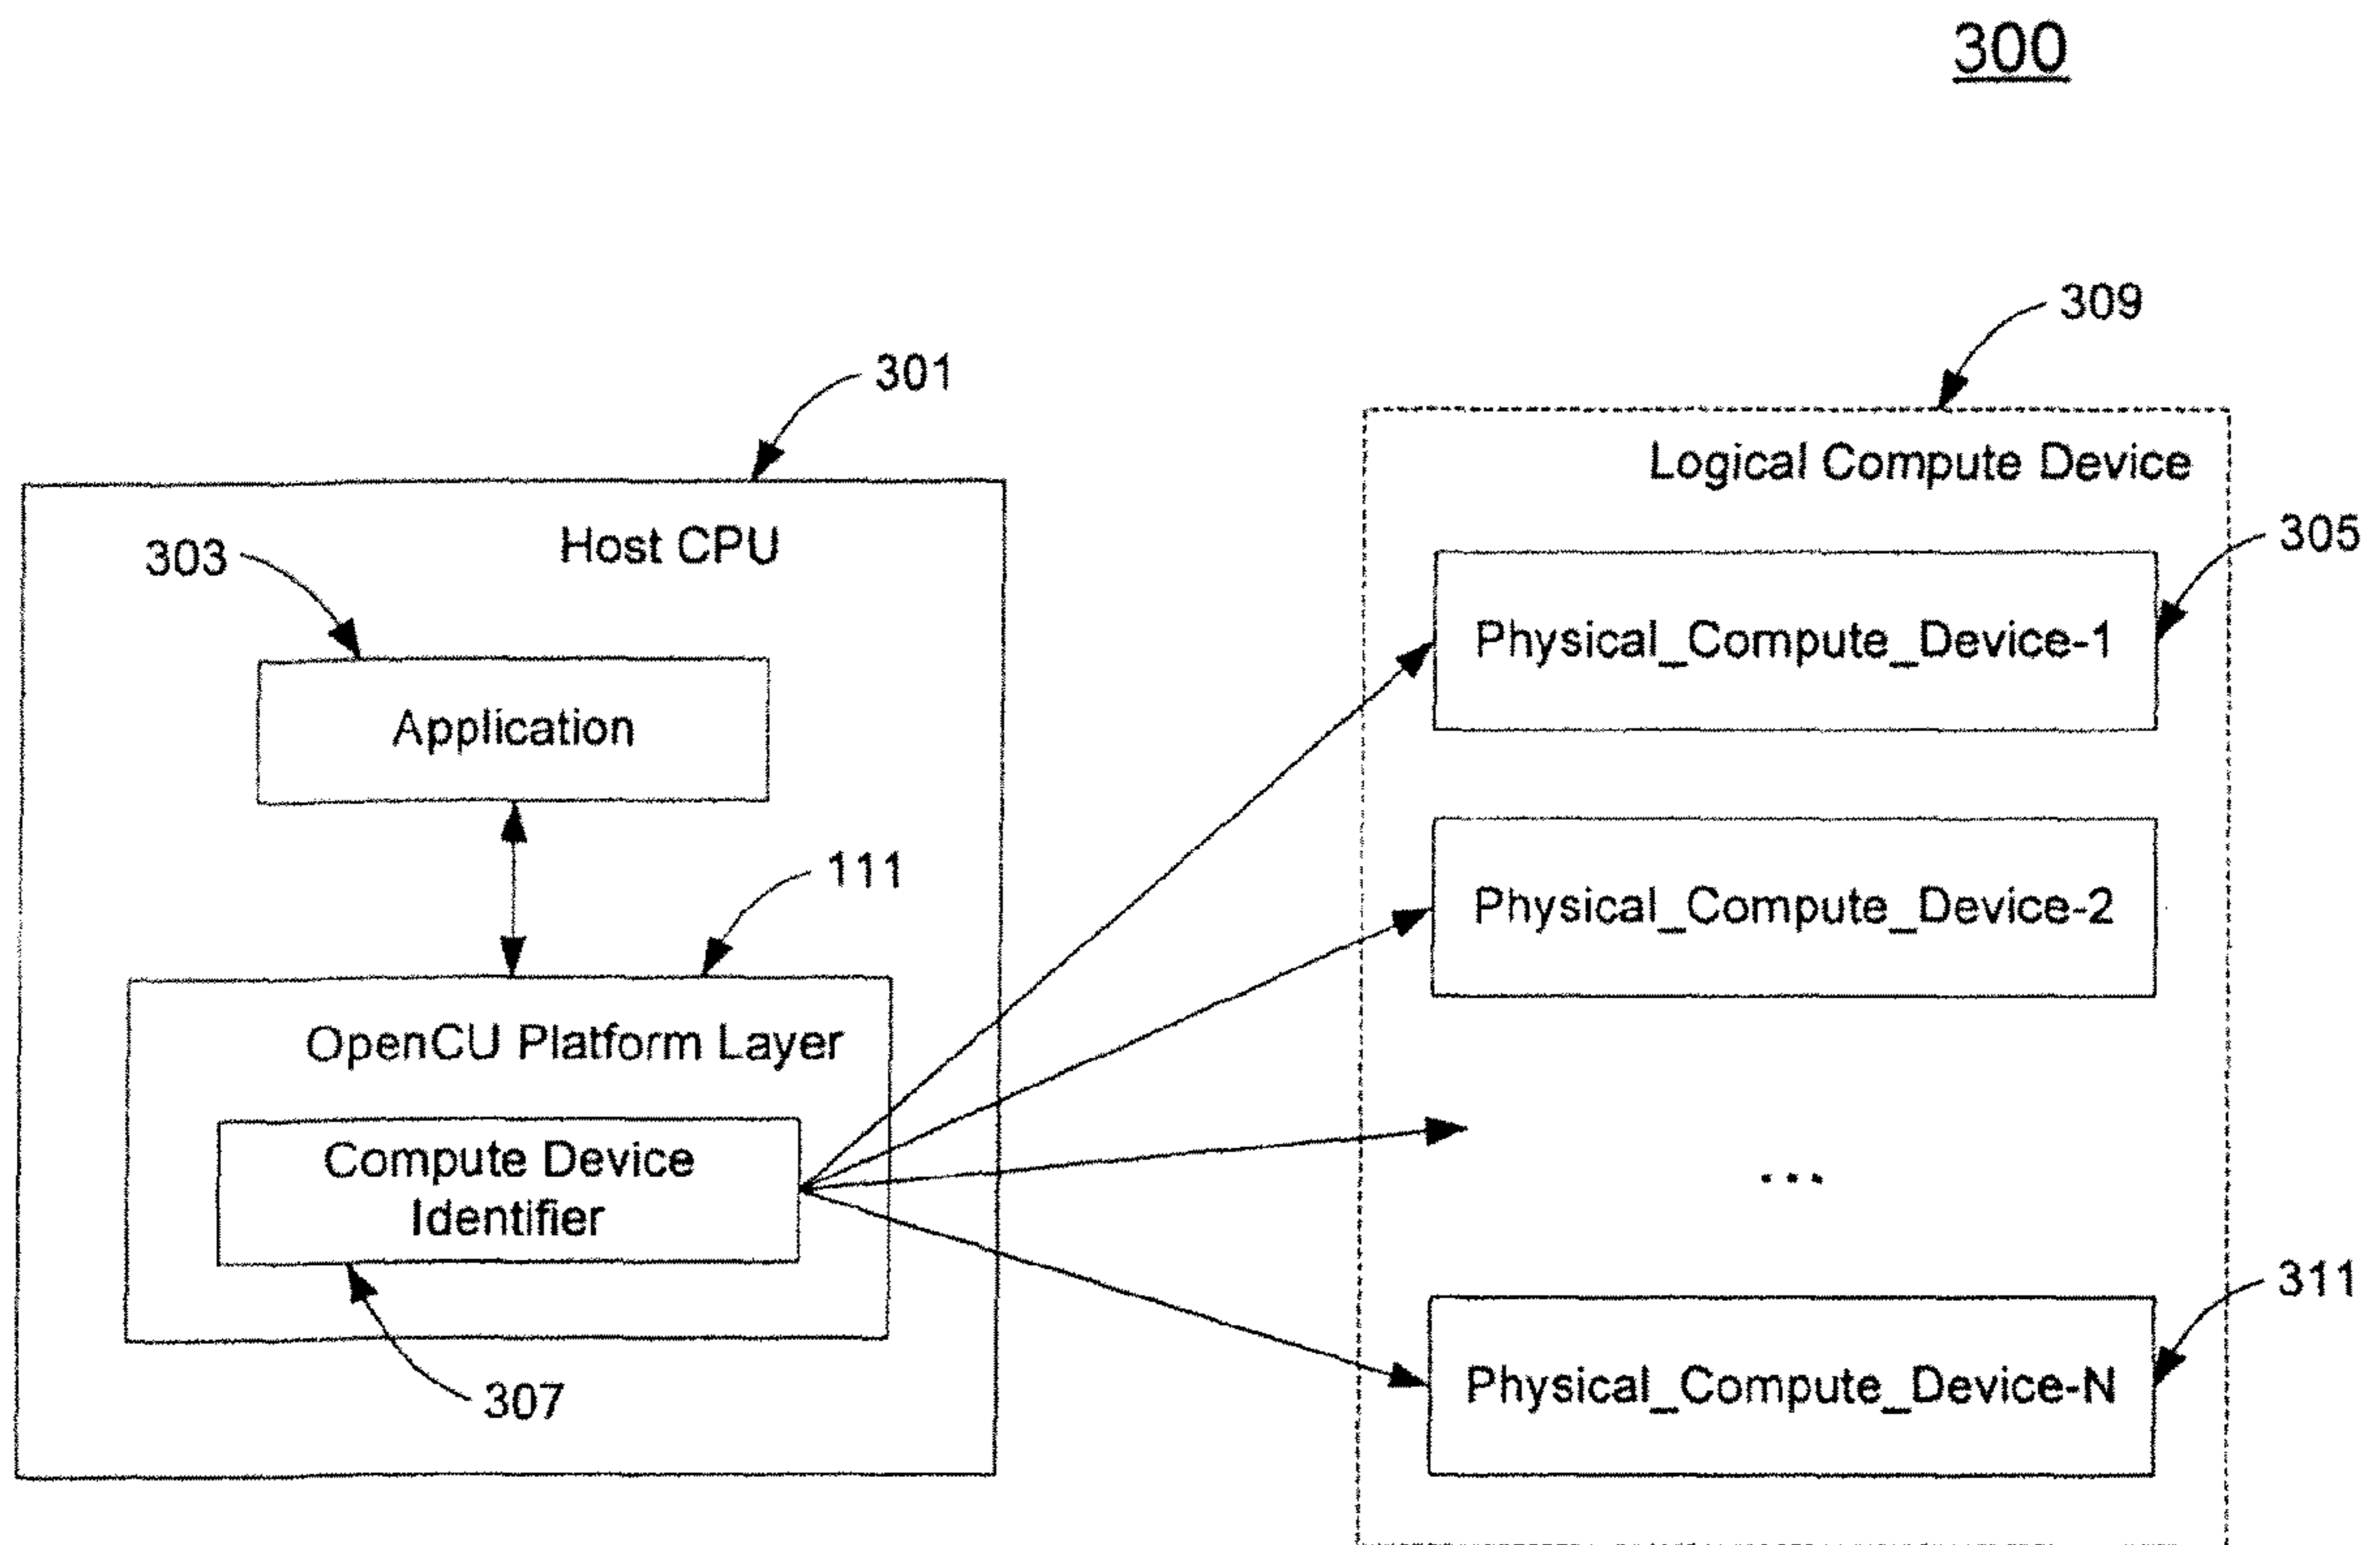 300
309
301
Logical Compute Device
305
Host CPU
303
Physical_Compute_Device-1
Application
111
Physical_Compute_Device-2
OpenCU Platform Layer
Compute Device
Identifier
...
311
307
Physical_Compute_Device-N